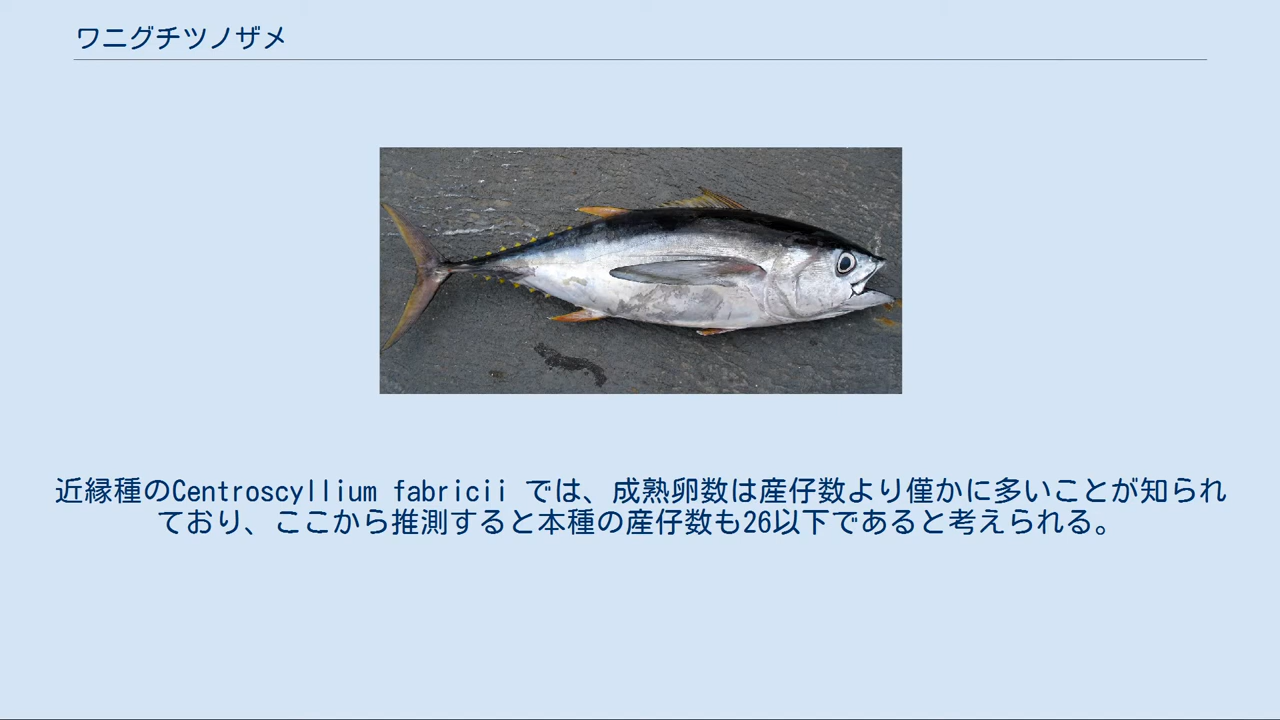 ワニグチツノザメ
近縁種のCentroscyllium fabricii では、成熟卵数は産仔数より僅かに多いことが知られ
ており、ここから推測すると本種の産仔数も26以下であると考えられる。